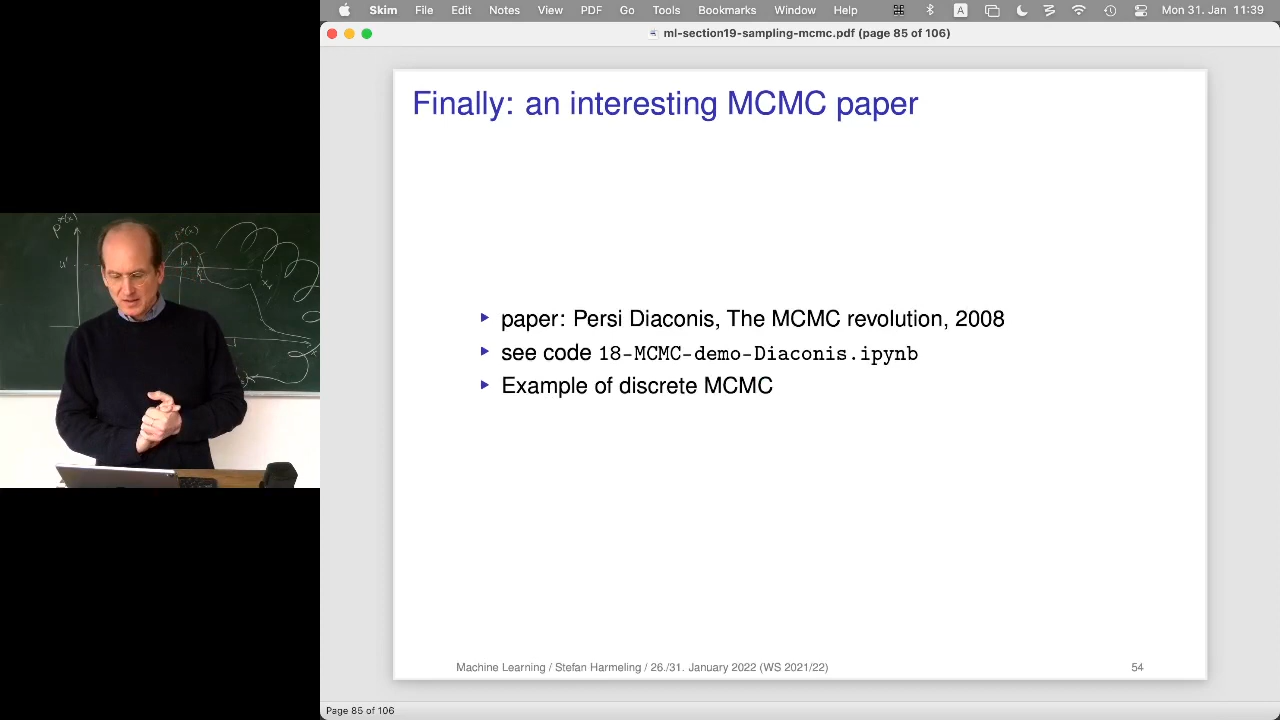 Skim File Edit Notes View PDF Go Tools Bookmarks Window Help A Mon 31. Jan 11:39
ml-section19-sampling-mcmc.pdf (page 85 of 106)
Finally: an interesting MCMC paper
p*(x)
p*(x)
u'
u'
paper: Persi Diaconis, The MCMC revolution, 2008
see code 18-MCMC-demo-Diaconis.ipynb
Example of discrete MCMC
Machine Learning / Stefan Harmeling / 26./31. January 2022 (WS 2021/22) 54
Page 85 of 106